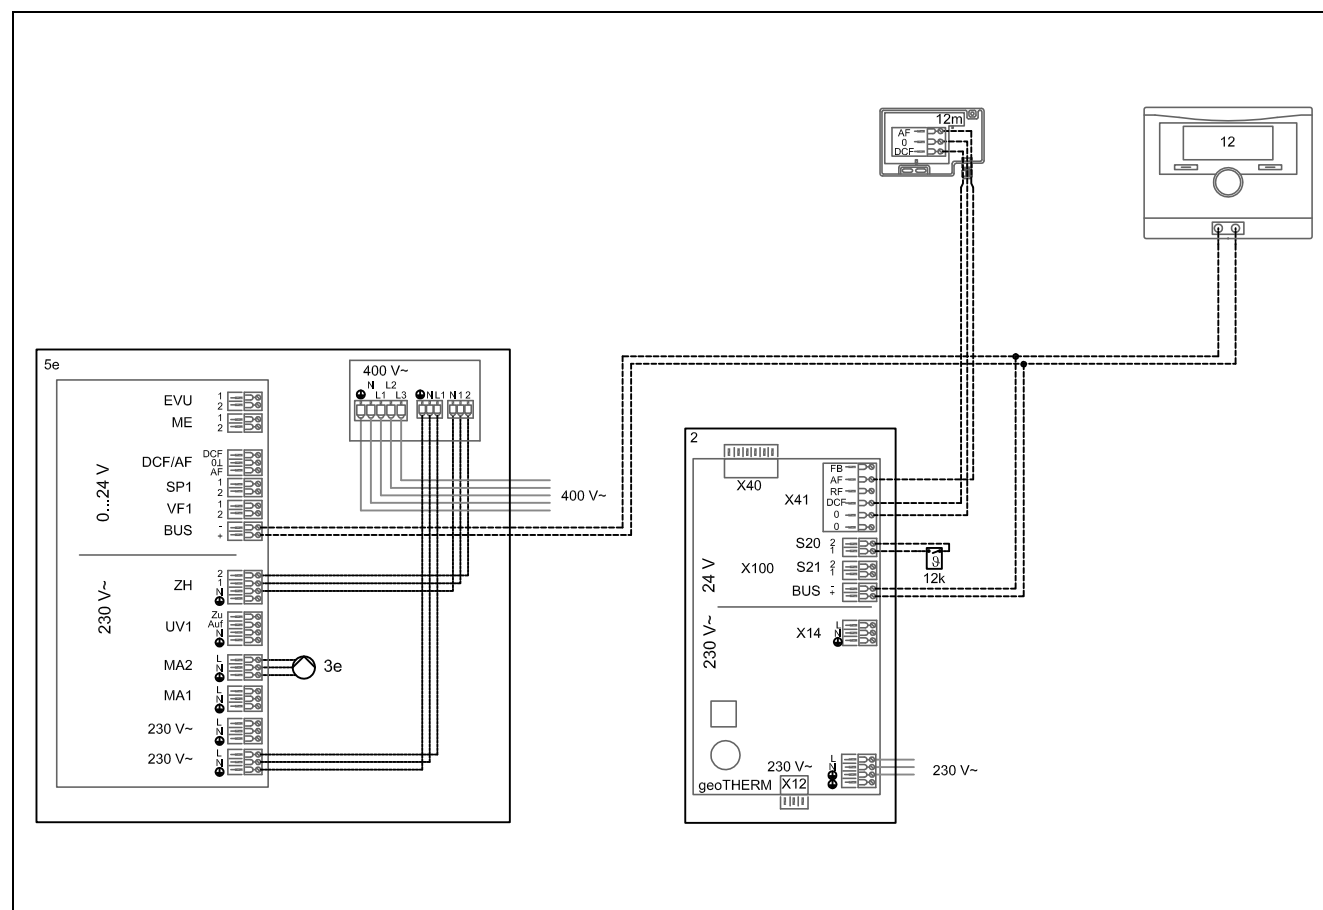 12m
AF
0
DCF
12
5e
400 V~
N L2
L1 L3
N L1
N 1 2
EVU 1
2
ME 1
2
DCF/AF DCF
0⊥
AF
SP1 1
2
VF1 1
2
BUS -
+
0...24 V
400 V~
230 V~
ZH 2
1
N
UV1 Zu
Auf
N
MA2 L
N
3e
MA1 L
N
230 V~ L
N
230 V~ L
N
2
X40
X41
FB
AF
RF
DCF
0
0
S20 2
1
12k
X100
24 V
S21 2
1
BUS -
+
230 V~
X14 L
N
230 V~ L
N
230 V~
geoTHERM X12